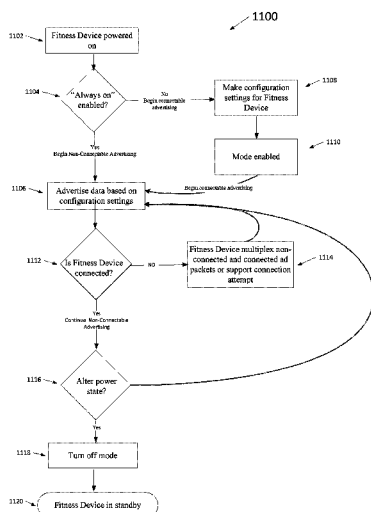 1100
1102
Fitness Device powered
on
1104
"Always on"
enabled?
No
Begin connectable
advertising
1108
Make configuration
settings for Fitness
Device
1110
Mode enabled
Yes
Begin Non-Connectable Advertising
Begin connectable advertising
1106
Advertise data based on
configuration settings
1112
Is Fitness Device
connected?
NO
1114
Fitness Device multiplex non-
connected and connected ad
packets or support connection
attempt
Yes
Continue Non-Connectable
Advertising
1116
Alter power
state?
Yes
1118
Turn off mode
1120
Fitness Device in standby